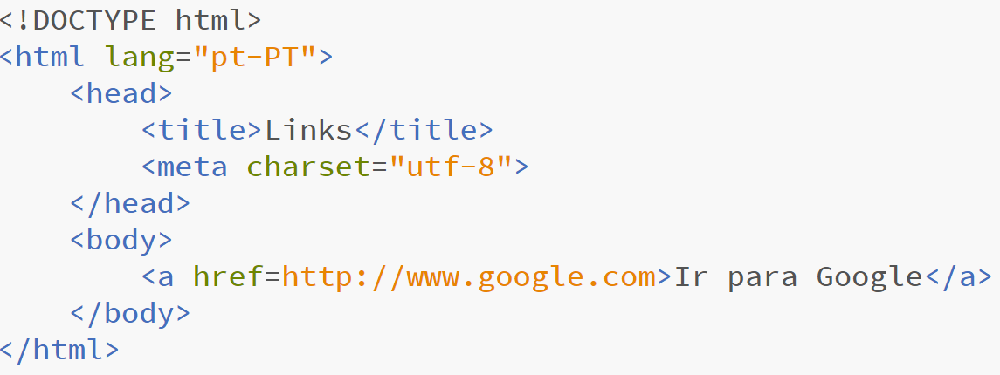 <!DOCTYPE html>
<html lang="pt-PT">
    <head>
        <title>Links</title>
        <meta charset="utf-8">
    </head>
    <body>
        <a href=http://www.google.com>Ir para Google</a>
    </body>
</html>